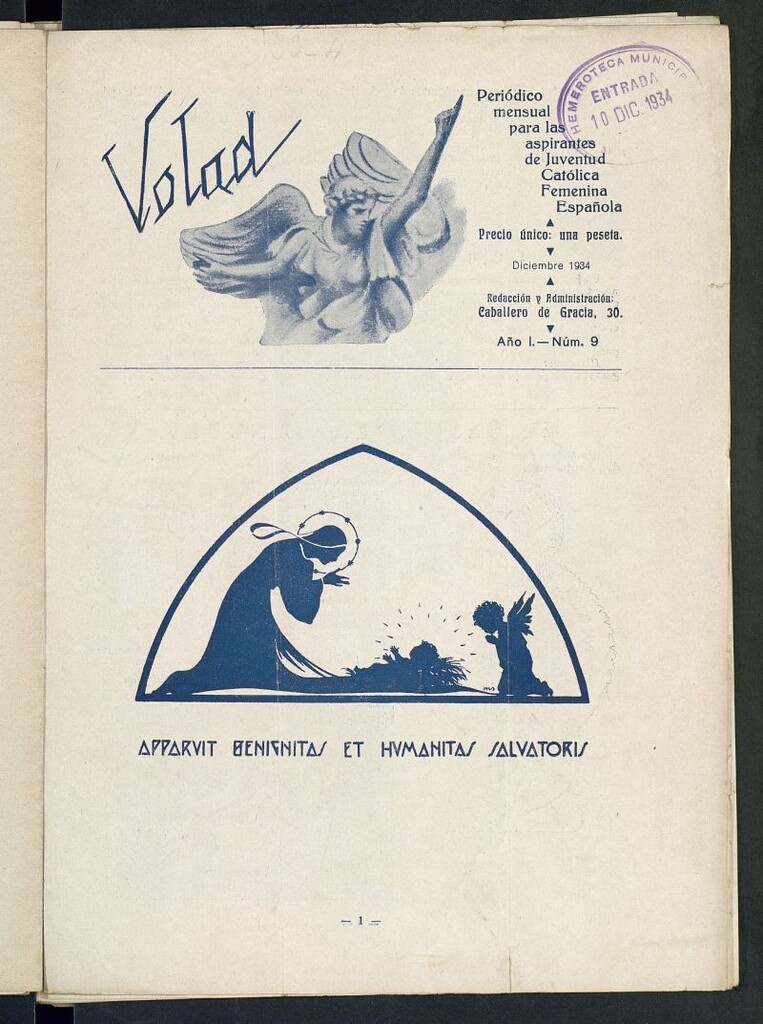 Volad
Periódico
mensual
para las
aspirantes
de Juventud
Católica
Femenina
Española
Precio único: una peseta.
Diciembre 1934
Redacción y Administración:
Caballero de Gracia, 30.
Año I.—Núm. 9
HEMEROTECA
ENTRADA
10 DIC. 1934
APPARVIT BENIGNITAS ET HVMANITAS SALVATORIS
— 1 —